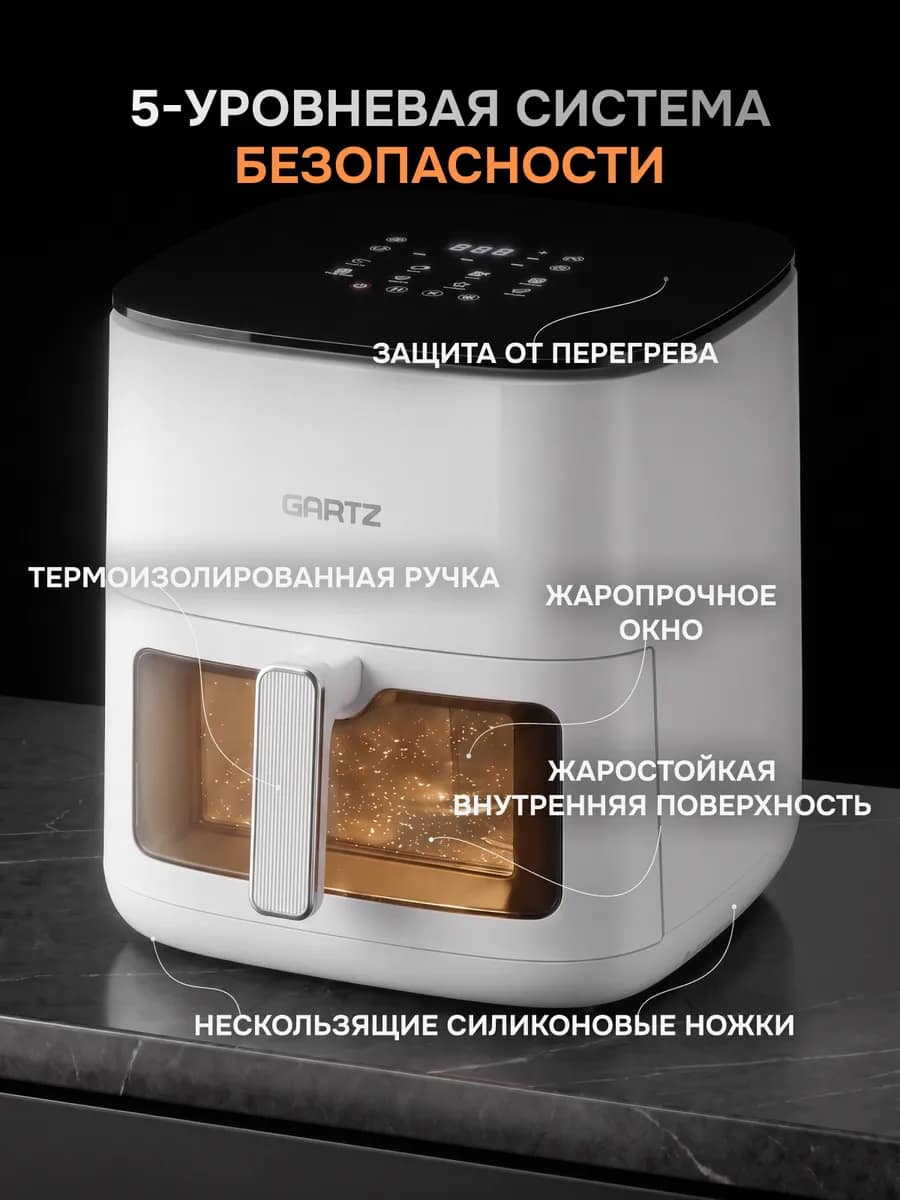 5-УРОВНЕВАЯ СИСТЕМА
БЕЗОПАСНОСТИ
ЗАЩИТА ОТ ПЕРЕГРЕВА
GARTZ
ТЕРМОИЗОЛИРОВАННАЯ РУЧКА
ЖАРОПРОЧНОЕ
ОКНО
ЖАРОСТОЙКАЯ
ВНУТРЕННЯЯ ПОВЕРХНОСТЬ
НЕСКОЛЬЗЯЩИЕ СИЛИКОНОВЫЕ НОЖКИ